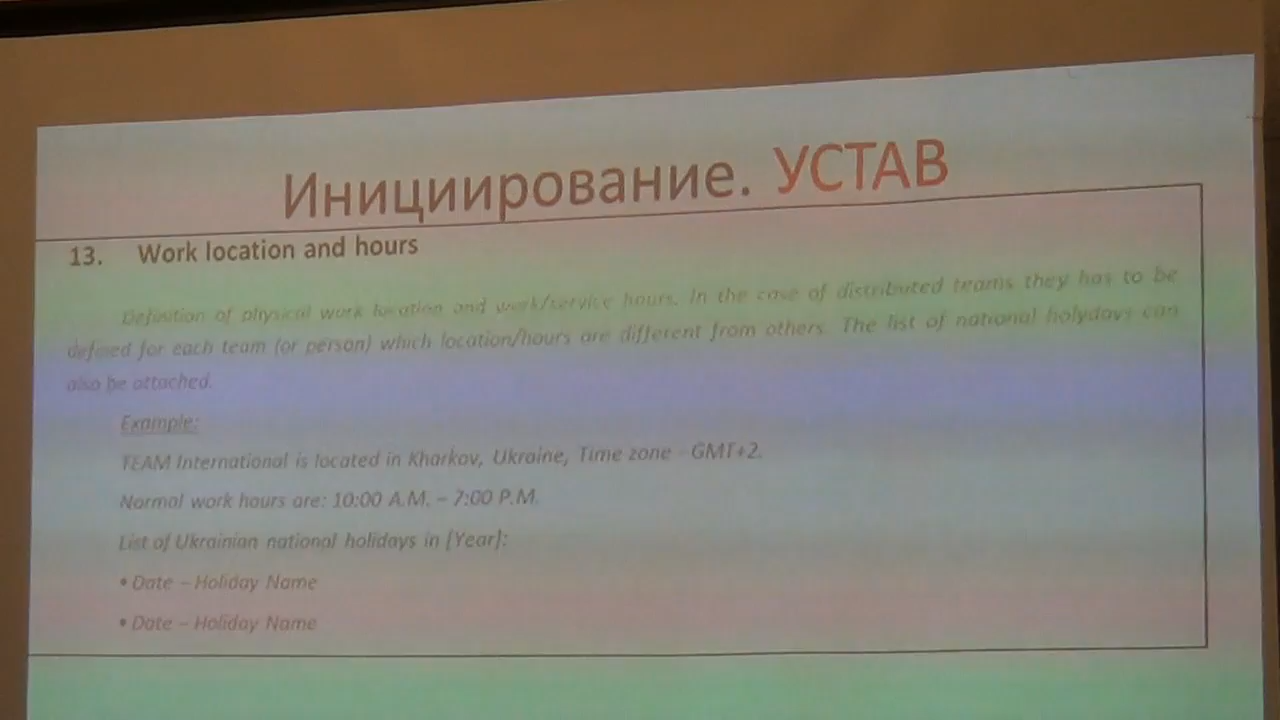 Инициирование. УСТАВ
13. Work location and hours
Definition of physical work location and work/service hours. In the case of distributed teams they has to be
defined for each team (or person) which location/hours are different from others. The list of national holydays can
also be attached.
Example:
TEAM International is located in Kharkov, Ukraine, Time zone - GMT+2.
Normal work hours are: 10:00 A.M. – 7:00 P.M.
List of Ukrainian national holidays in [Year]:
• Date – Holiday Name
• Date – Holiday Name